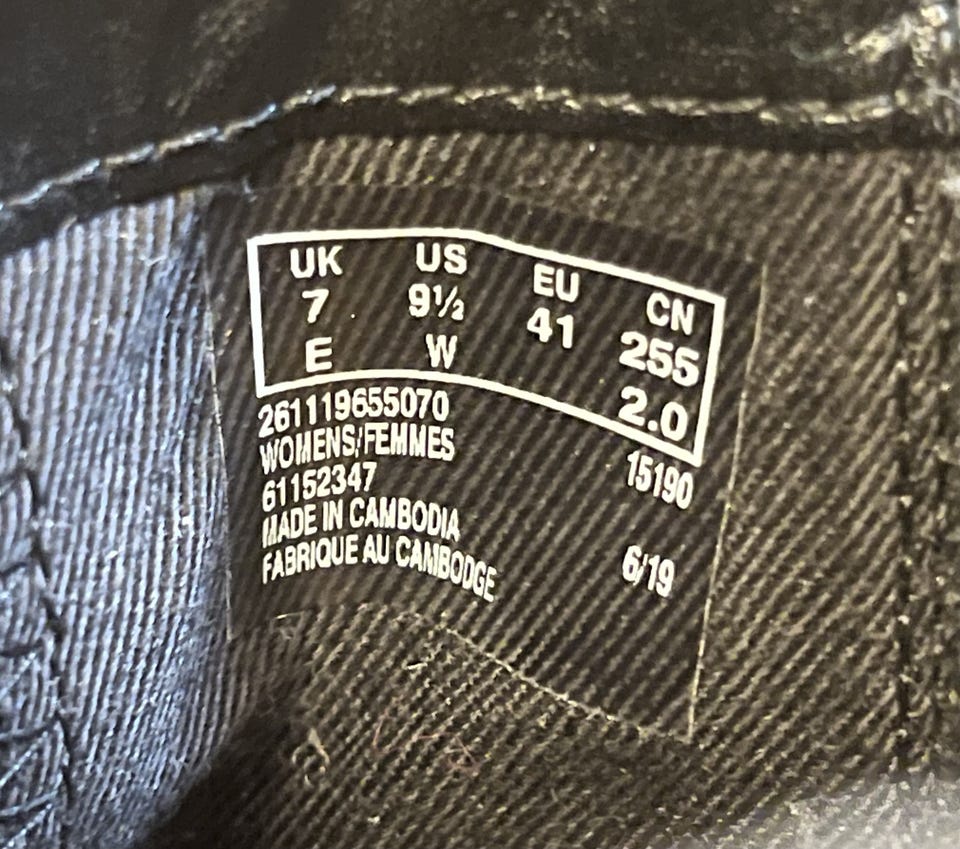 UK US EU CN
7 9½ 41 255
E W 2.0
261119655070 15190
WOMENS/FEMMES
61152347
MADE IN CAMBODIA 6/19
FABRIQUE AU CAMBODGE